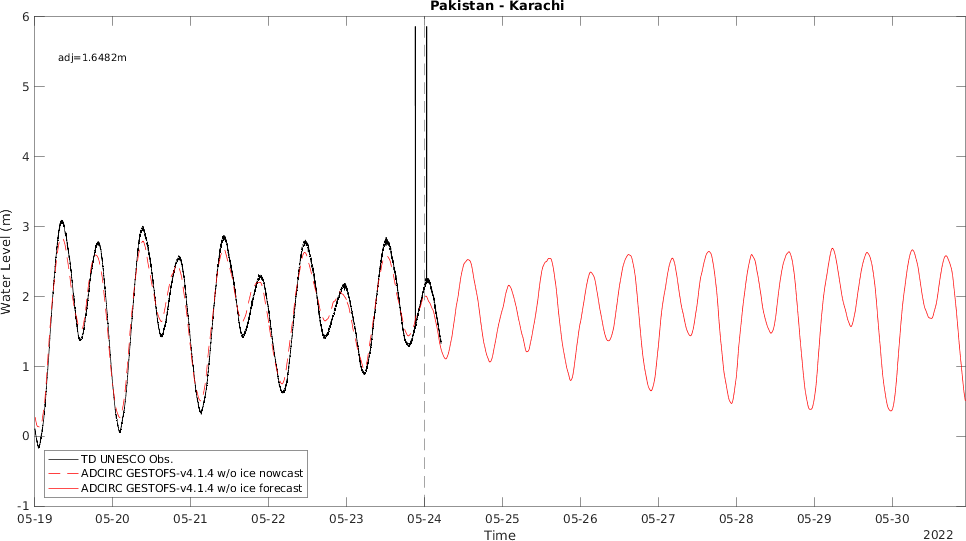 Pakistan - Karachi
6
adj=1.6482m
5
4
3
2
1
0
-1
Water Level (m)
TD UNESCO Obs.
ADCIRC GESTOFS-v4.1.4 w/o ice nowcast
ADCIRC GESTOFS-v4.1.4 w/o ice forecast
05-19 05-20 05-21 05-22 05-23 05-24 05-25 05-26 05-27 05-28 05-29 05-30
Time
2022